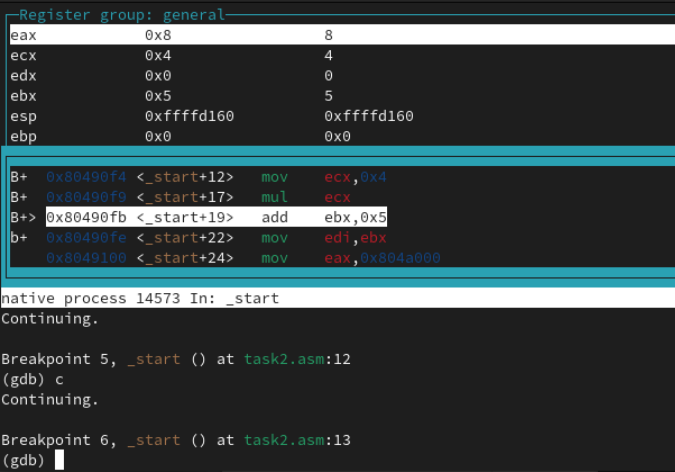 Register group: general
eax 0x8 8
ecx 0x4 4
edx 0x0 0
ebx 0x5 5
esp 0xffffd160 0xffffd160
ebp 0x0 0x0
B+ 0x80490f4 <_start+12> mov ecx,0x4
B+ 0x80490f9 <_start+17> mul ecx
B+> 0x80490fb <_start+19> add ebx,0x5
b+ 0x80490fe <_start+22> mov edi,ebx
0x8049100 <_start+24> mov eax,0x804a000
native process 14573 In: _start
Continuing.
Breakpoint 5, _start () at task2.asm:12
(gdb) c
Continuing.
Breakpoint 6, _start () at task2.asm:13
(gdb)